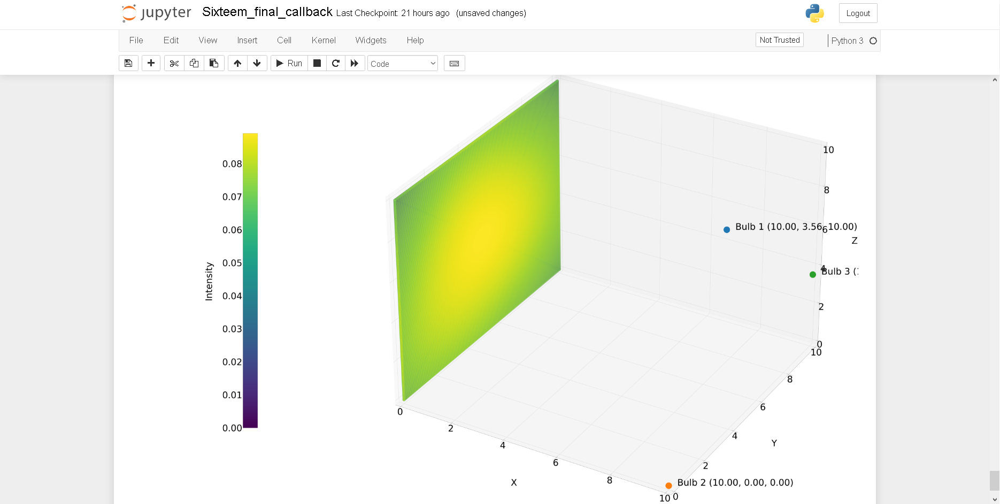 jupyter Sixteem_final_callback Last Checkpoint: 21 hours ago (unsaved changes) Logout
File Edit View Insert Cell Kernel Widgets Help Not Trusted Python 3
Run Code
0.08
0.07
0.06
0.05
0.04
0.03
0.02
0.01
0.00
Intensity
10
8
Bulb 1 (10.00, 3.56, 10.00)
6
Z
4
Bulb 3 (
2
0
10
8
6
4
Y
2
0
0
2
4
6
8
10
X
Bulb 2 (10.00, 0.00, 0.00)